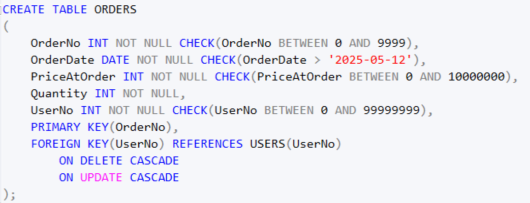 CREATE TABLE ORDERS
(
    OrderNo INT NOT NULL CHECK(OrderNo BETWEEN 0 AND 9999),
    OrderDate DATE NOT NULL CHECK(OrderDate > '2025-05-12'),
    PriceAtOrder INT NOT NULL CHECK(PriceAtOrder BETWEEN 0 AND 10000000),
    Quantity INT NOT NULL,
    UserNo INT NOT NULL CHECK(UserNo BETWEEN 0 AND 99999999),
    PRIMARY KEY(OrderNo),
    FOREIGN KEY(UserNo) REFERENCES USERS(UserNo)
        ON DELETE CASCADE
        ON UPDATE CASCADE
);